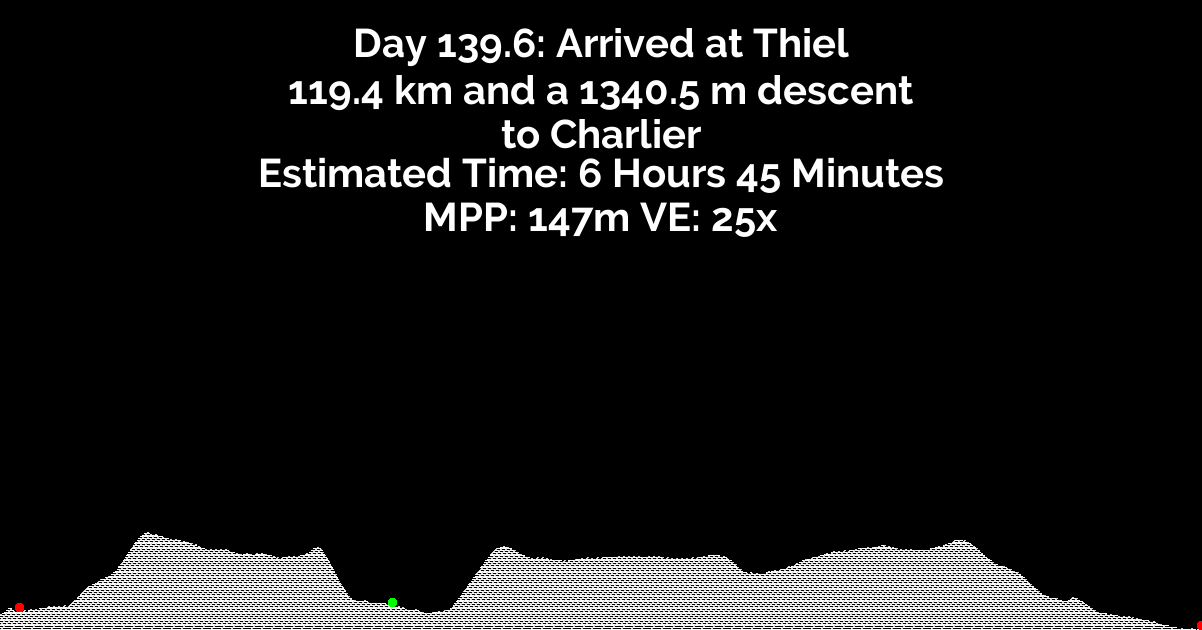 Day 139.6: Arrived at Thiel
119.4 km and a 1340.5 m descent
to Charlier
Estimated Time: 6 Hours 45 Minutes
MPP: 147m VE: 25x